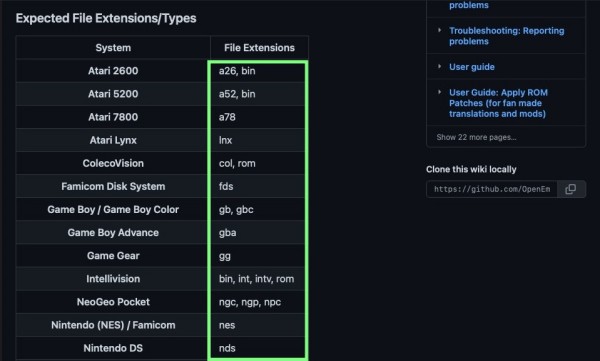 Expected File Extensions/Types
System File Extensions
Atari 2600 a26, bin
Atari 5200 a52, bin
Atari 7800 a78
Atari Lynx lnx
ColecoVision col, rom
Famicom Disk System fds
Game Boy / Game Boy Color gb, gbc
Game Boy Advance gba
Game Gear gg
Intellivision bin, int, intv, rom
NeoGeo Pocket ngc, ngp, npc
Nintendo (NES) / Famicom nes
Nintendo DS nds
problems
Troubleshooting: Reporting
problems
User guide
User Guide: Apply ROM
Patches (for fan made
translations and mods)
Show 22 more pages...
Clone this wiki locally
https://github.com/OpenEm